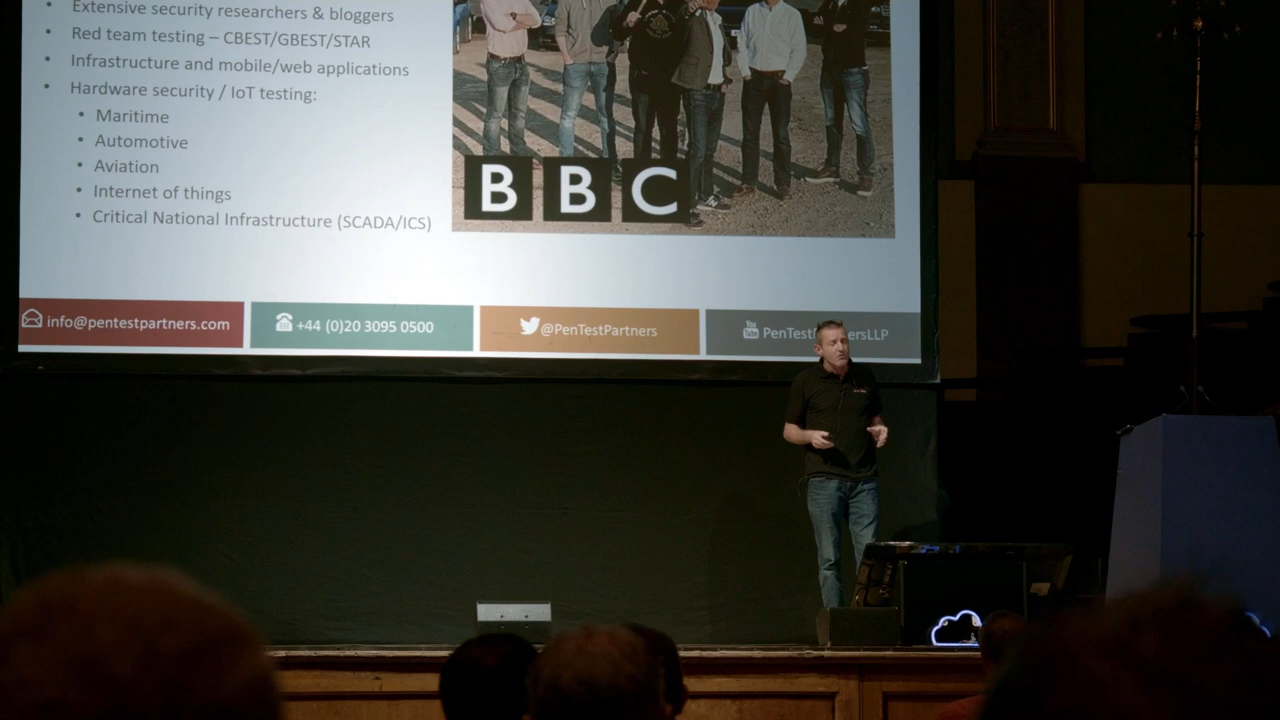 Extensive security researchers & bloggers
Red team testing – CBEST/GBEST/STAR
Infrastructure and mobile/web applications
Hardware security / IoT testing:
Maritime
Automotive
Aviation
Internet of things
Critical National Infrastructure (SCADA/ICS)
BBC
info@pentestpartners.com
+44 (0)20 3095 0500
@PenTestPartners
You Tube